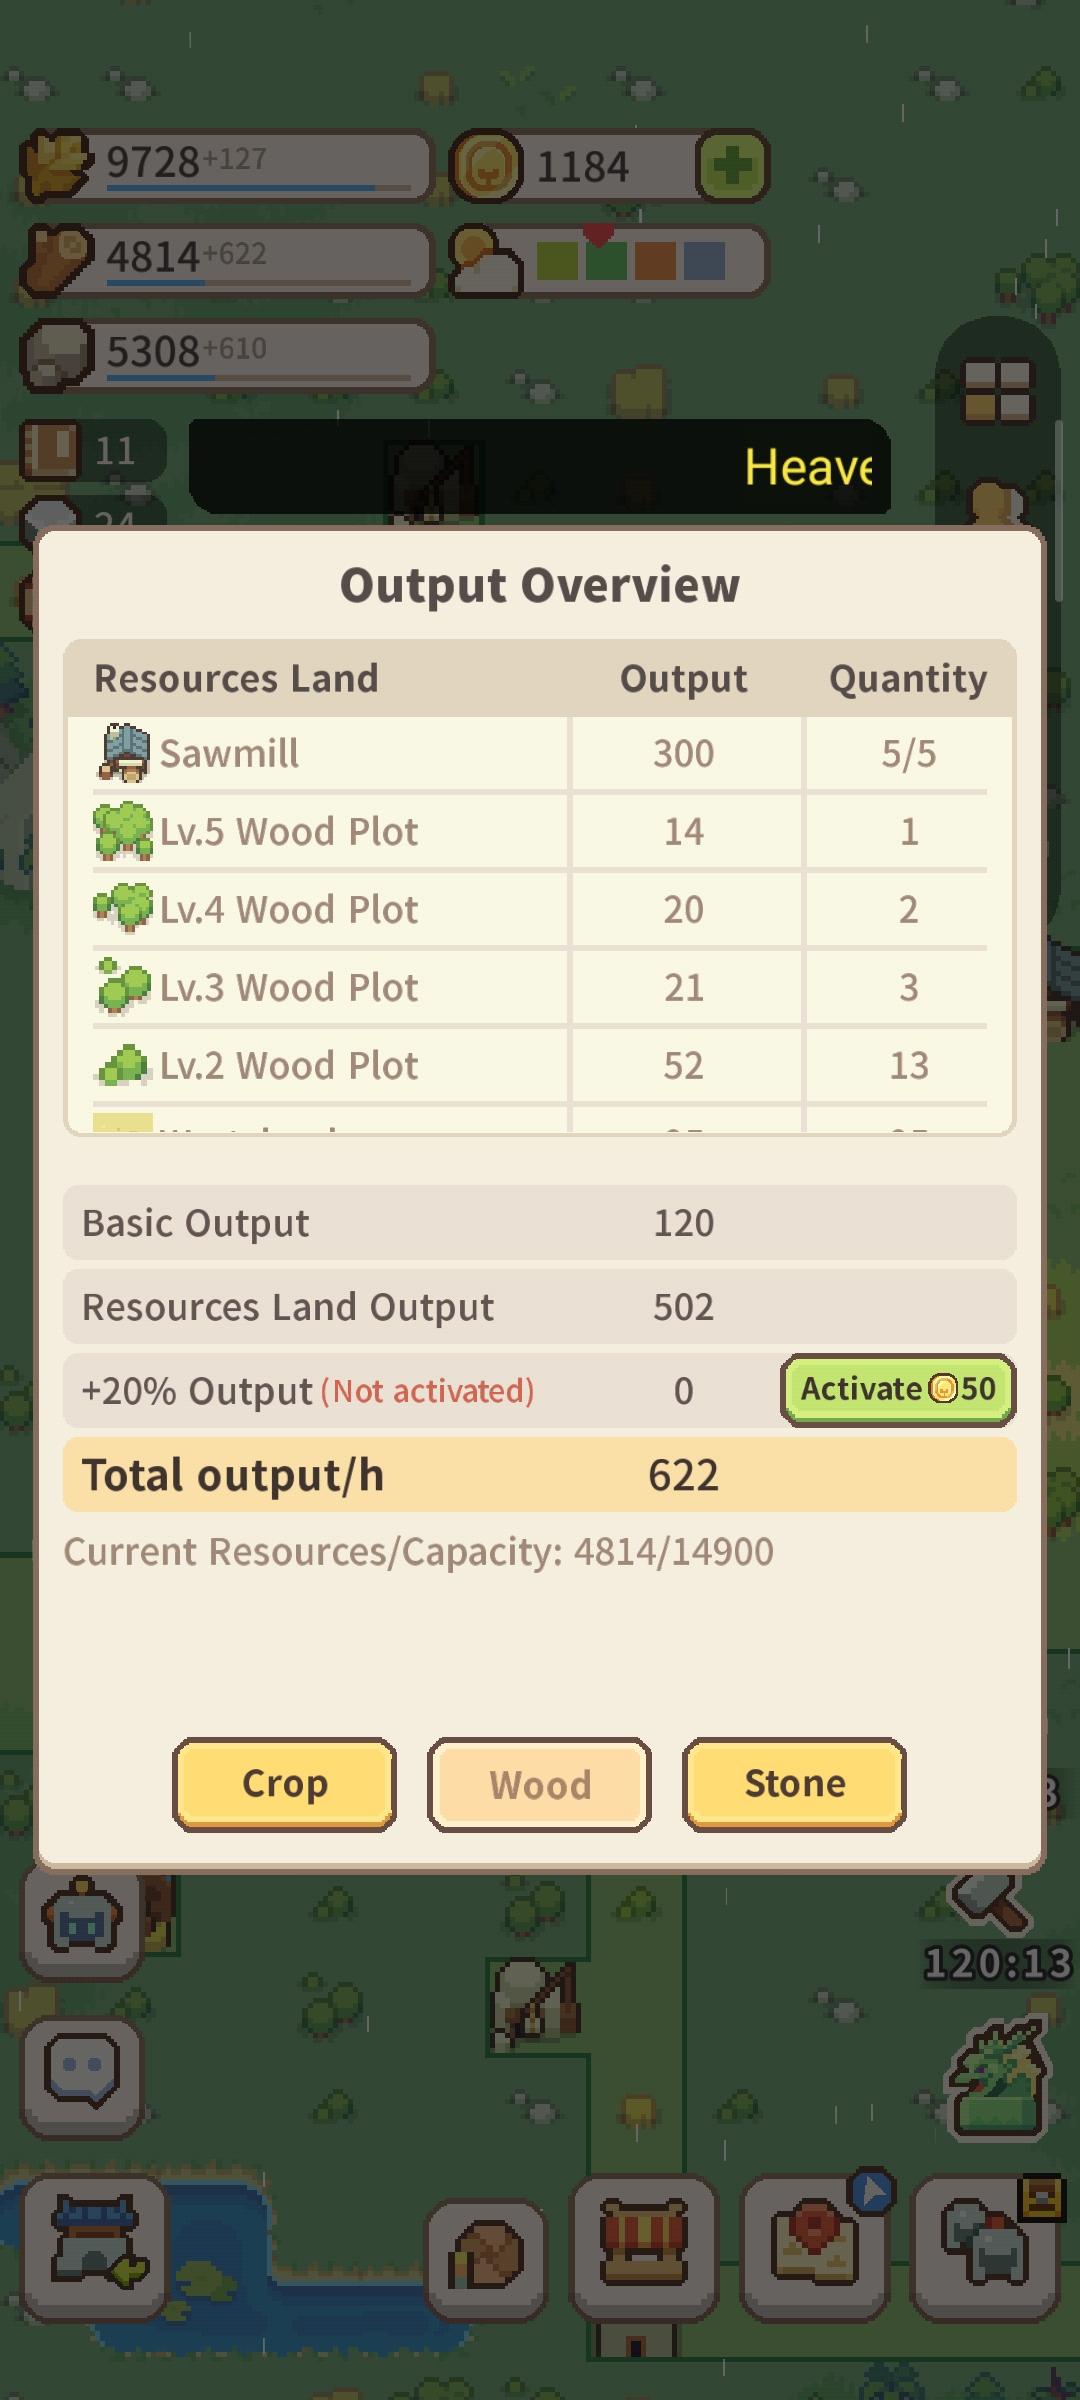 9728+127
1184
4814+622
5308+610
11
Heave
24
Output Overview
Resources Land Output Quantity
Sawmill 300 5/5
Lv.5 Wood Plot 14 1
Lv.4 Wood Plot 20 2
Lv.3 Wood Plot 21 3
Lv.2 Wood Plot 52 13
Basic Output 120
Resources Land Output 502
+20% Output (Not activated) 0 Activate 50
Total output/h 622
Current Resources/Capacity: 4814/14900
Crop Wood Stone
120:13